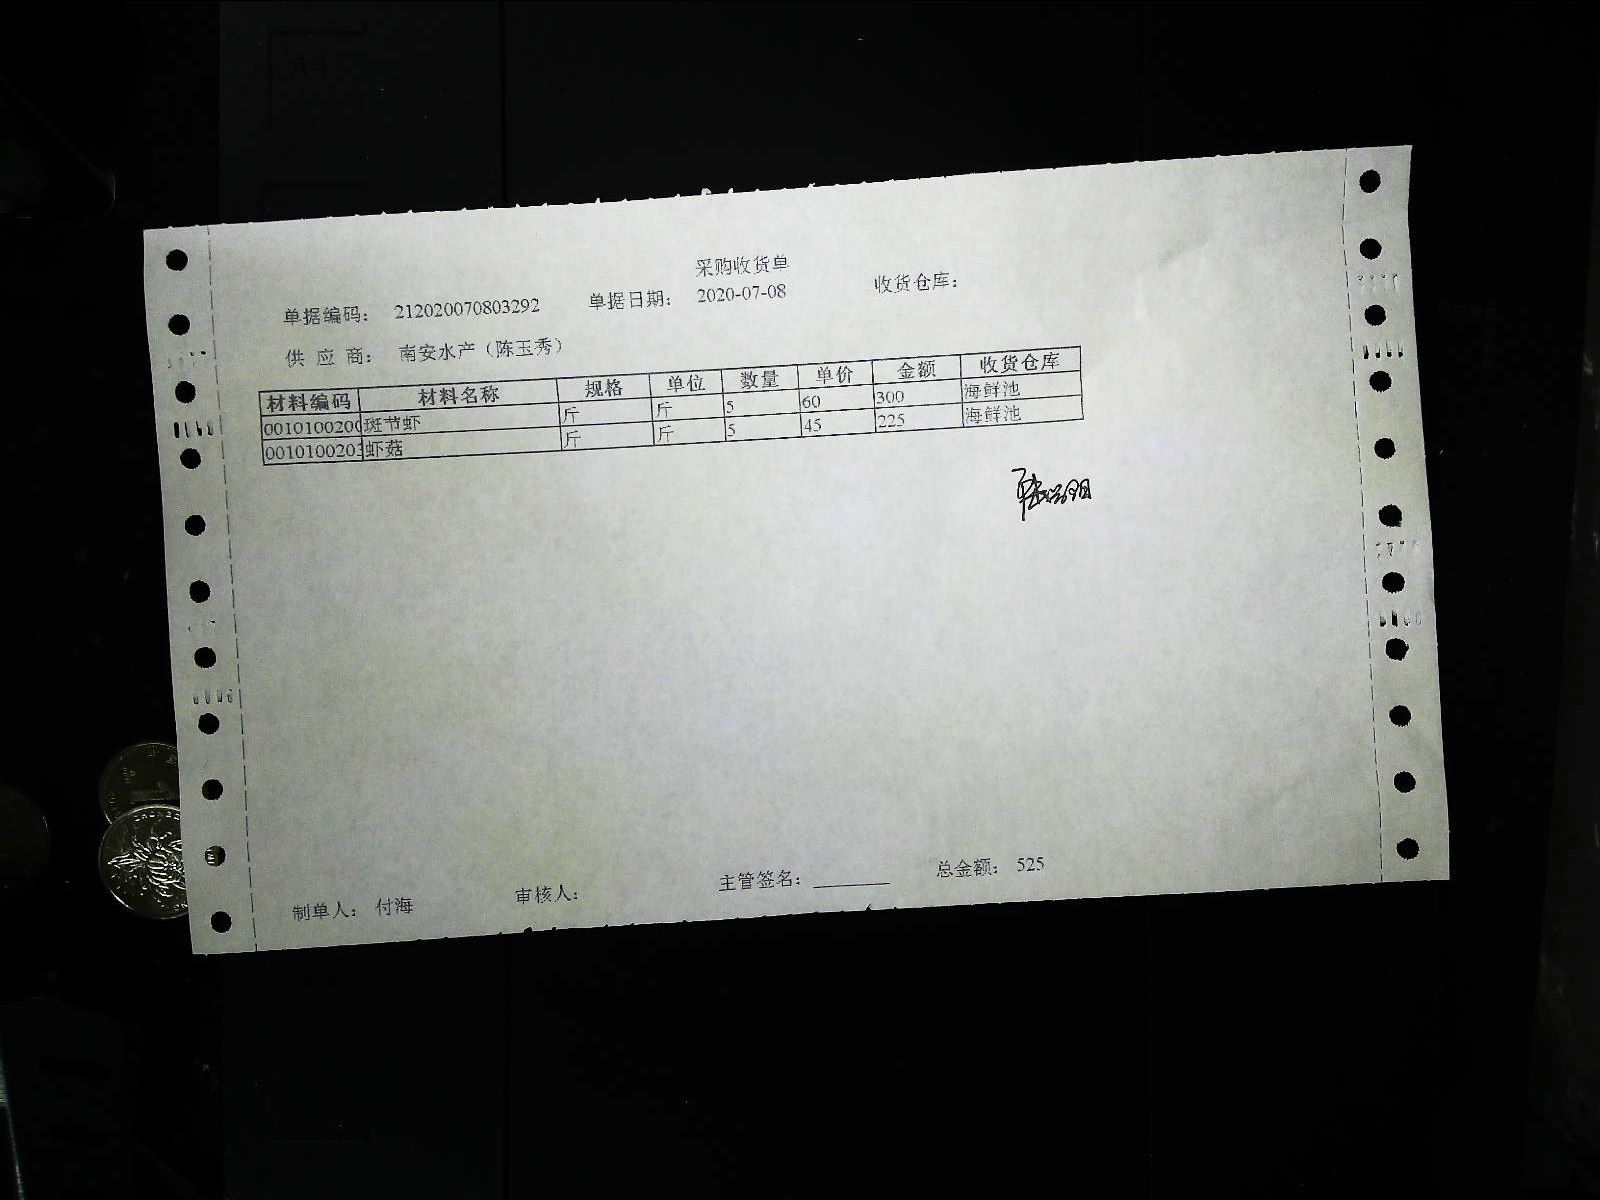 采购收货单
单据编码： 212020070803292 单据日期： 2020-07-08 收货仓库：
供 应 商： 南安水产（陈玉秀）
材料编码 材料名称 规格 单位 数量 单价 金额 收货仓库
001010020 斑节虾 斤 斤 5 60 300 海鲜池
001010020 虾菇 斤 斤 5 45 225 海鲜池
制单人： 付海 审核人： 主管签名： 总金额： 525